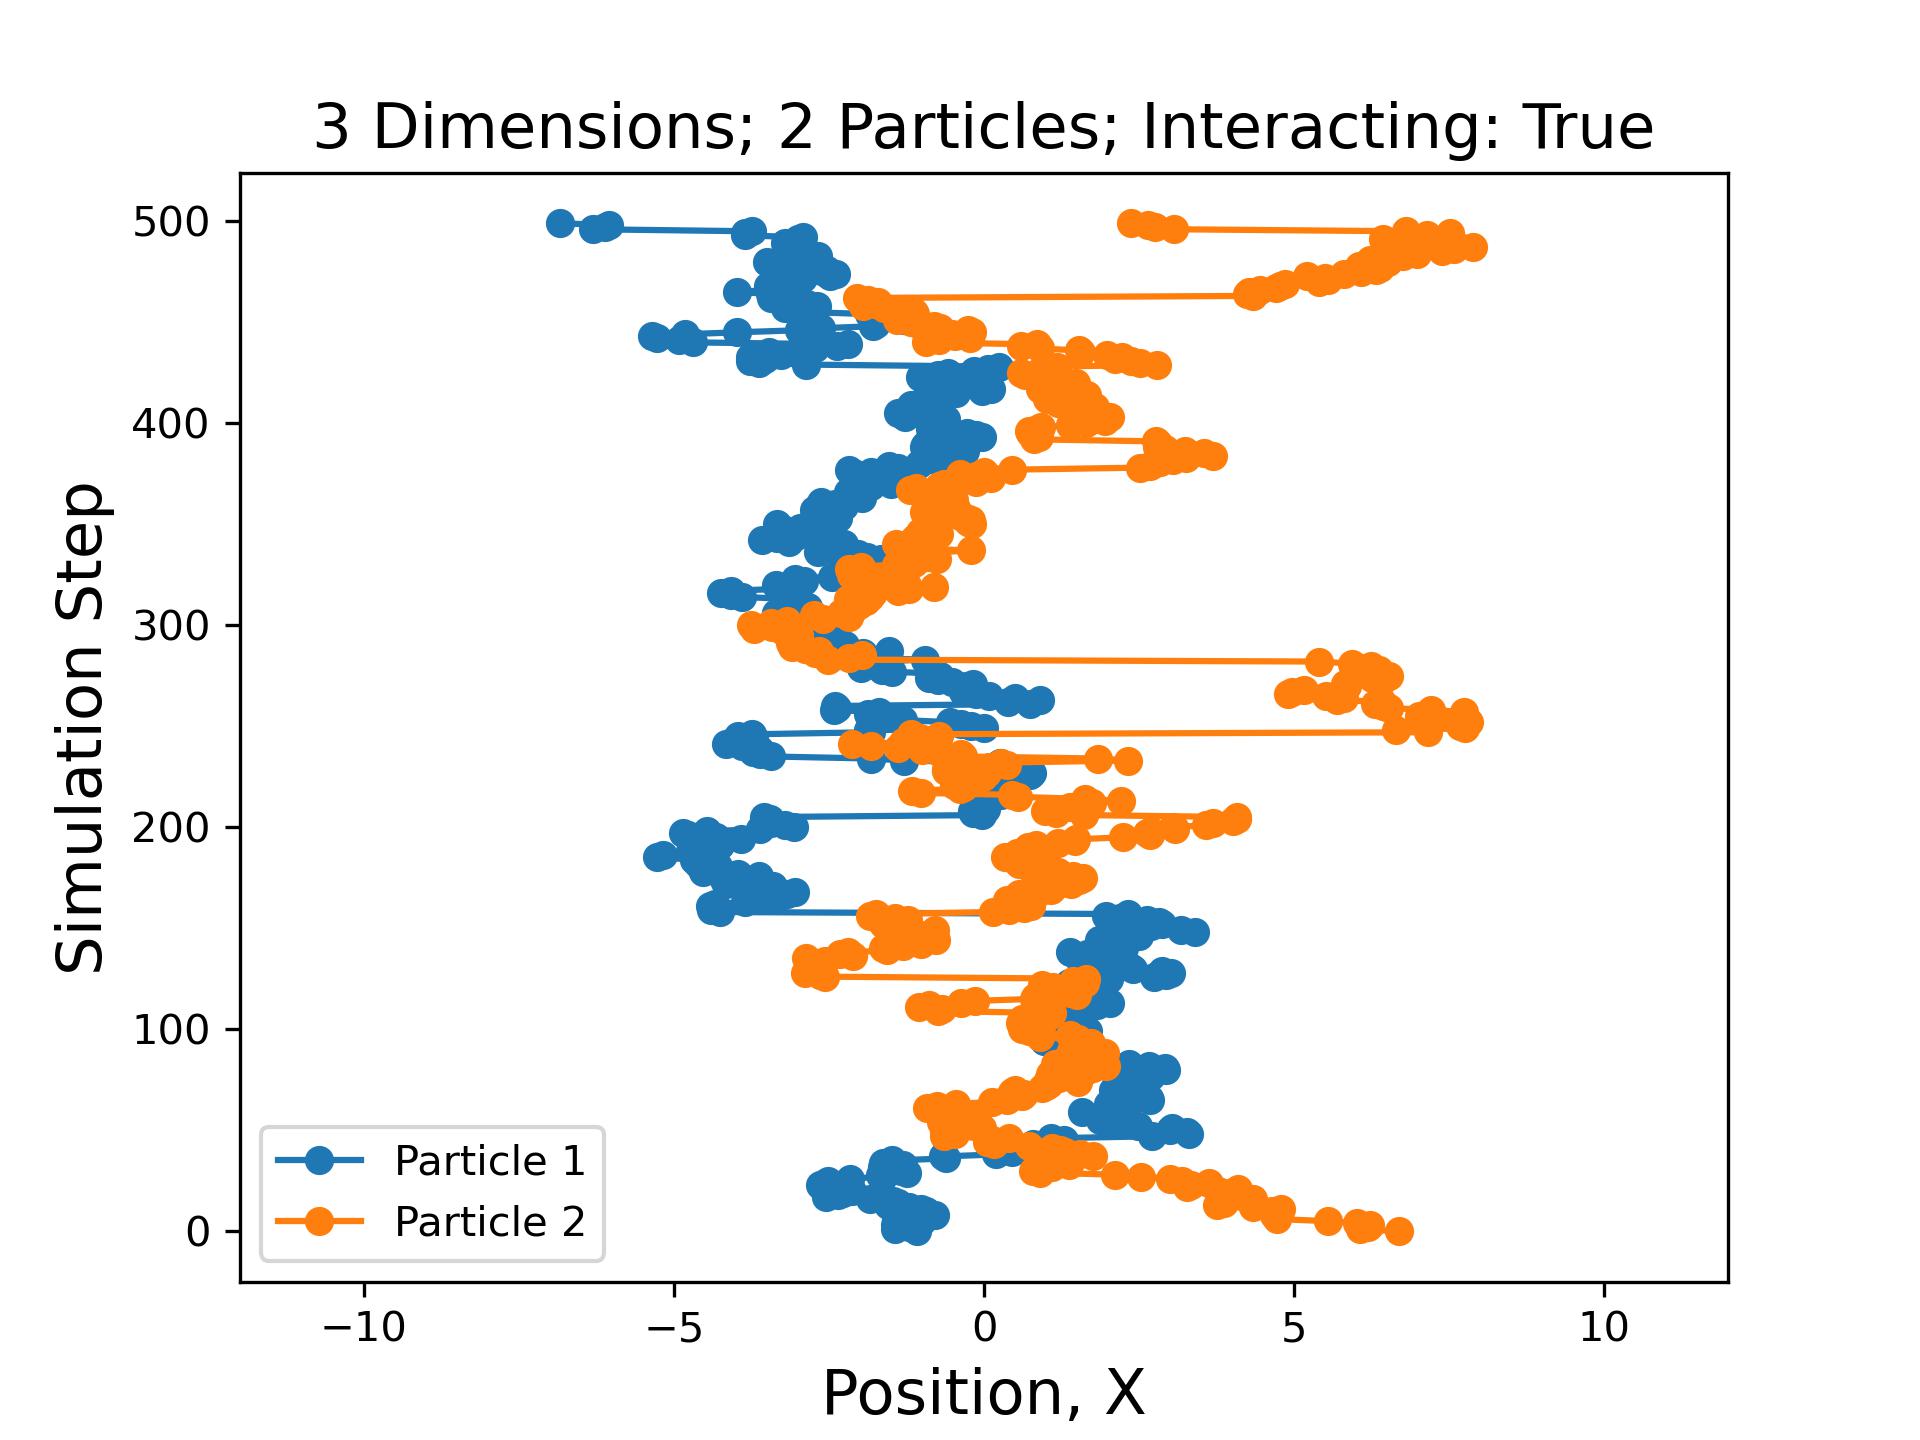 3 Dimensions; 2 Particles; Interacting: True
500
400
300
200
100
0
Simulation Step
Particle 1
Particle 2
−10
−5
0
5
10
Position, X